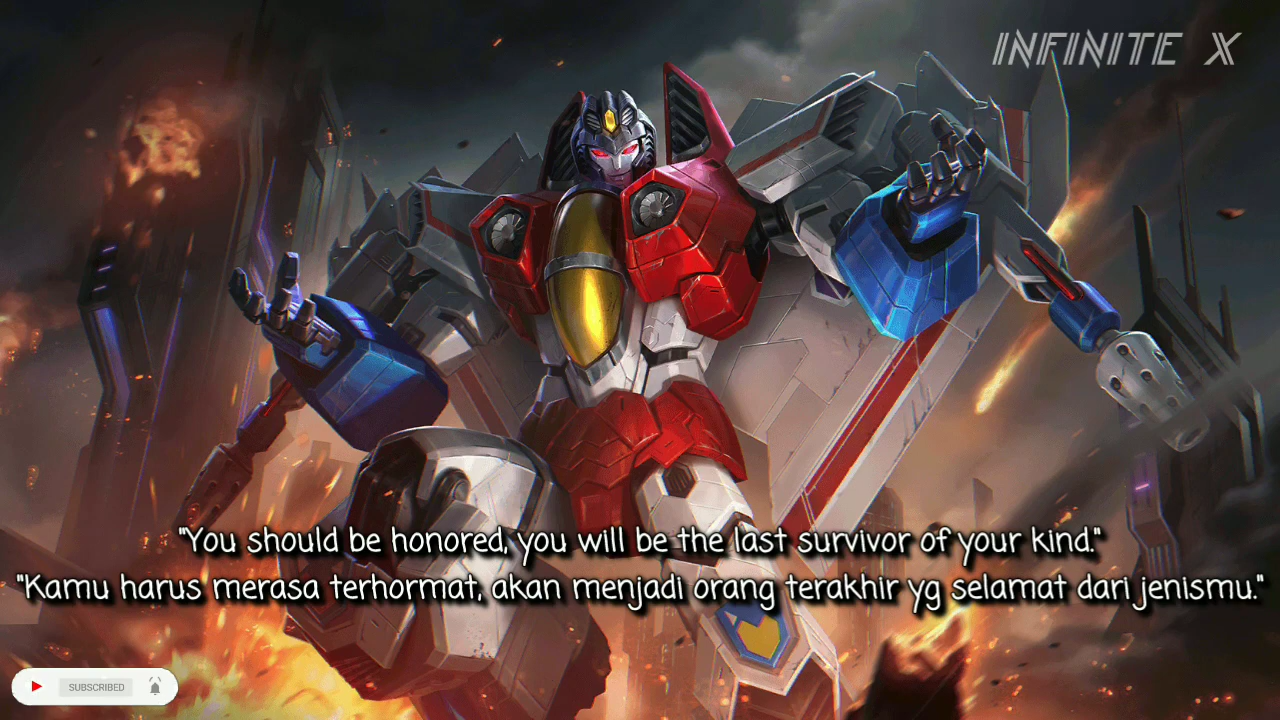 INFINITE X
"You should be honored, you will be the last survivor of your kind."
"Kamu harus merasa terhormat, akan menjadi orang terakhir yg selamat dari jenismu."
SUBSCRIBED